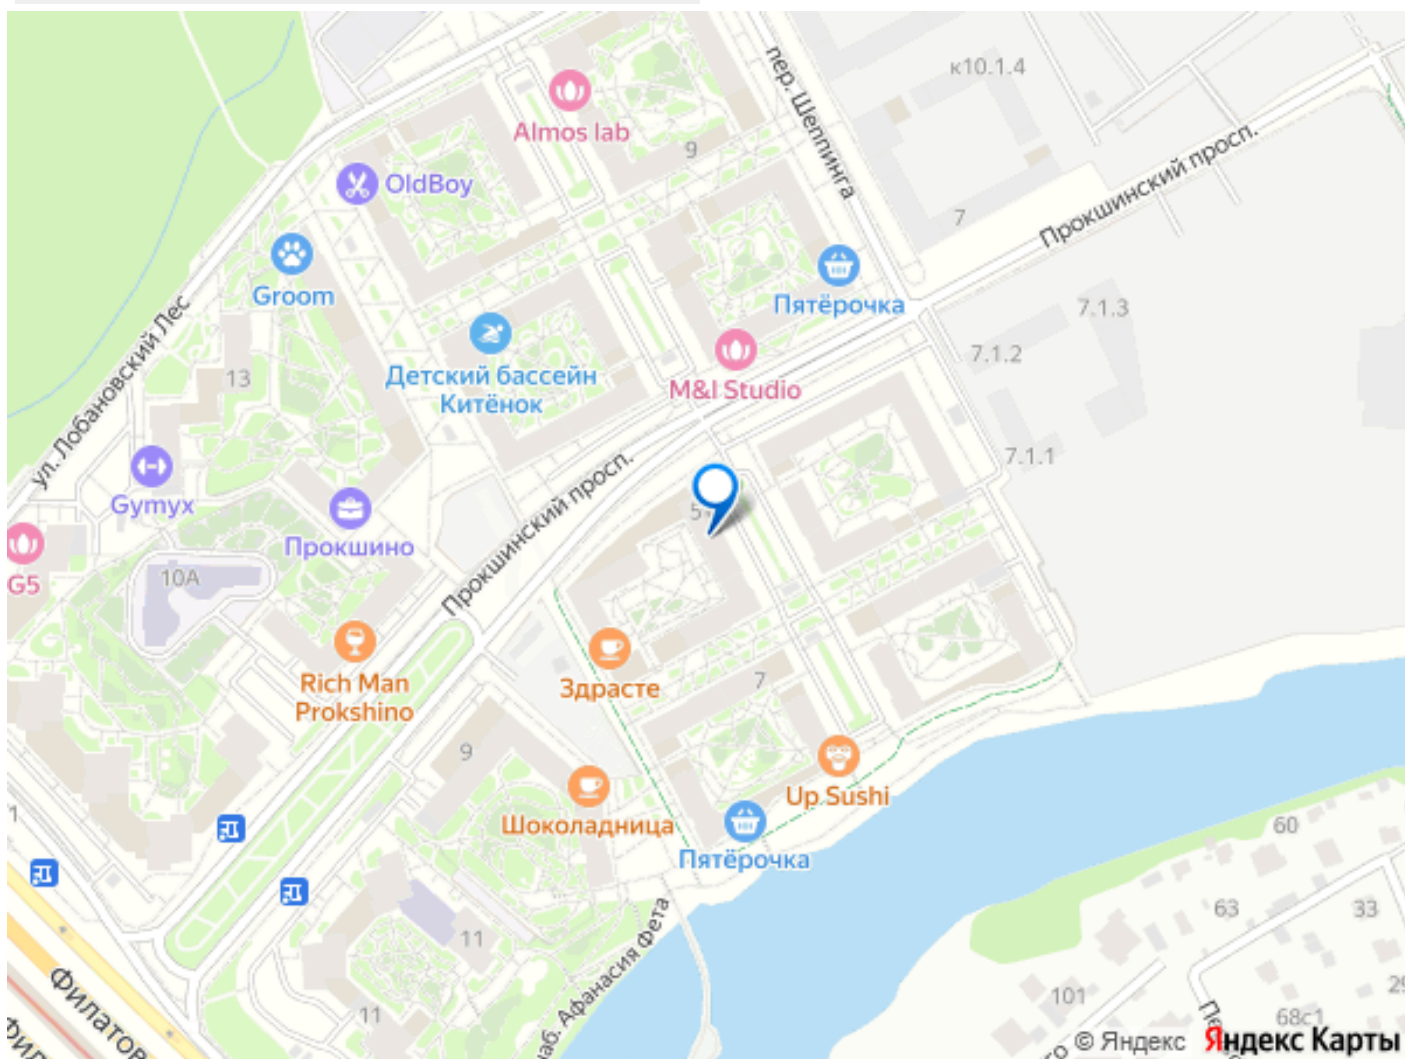 к10.1.4
пер. Шеппинга
Almos lab
9
Прокшинский просп.
OldBoy
7
Groom
Пятёрочка
7.1.3
ул. Лобановский Лес
7.1.2
13
Детский бассейн
Китёнок
M&I Studio
7.1.1
Gymyx
Прокшинский просп.
Прокшино
G5
10А
Rich Man
Prokshino
Здрасте
7
9
Up Sushi
Шоколадница
Пятёрочка
1
60
63
33
11
наб. Афанасия Фета
11
101
68с1
Филатов
© Яндекс Яндекс Карты